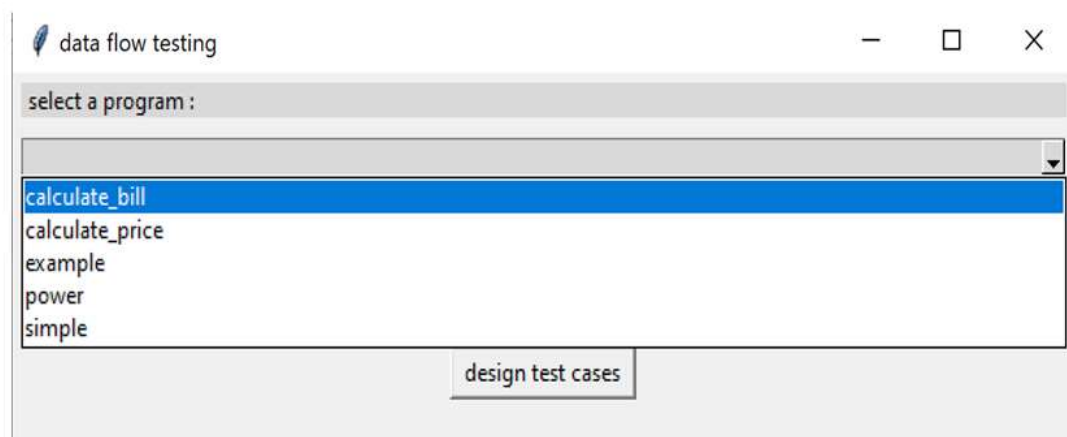 data flow testing
select a program :
calculate_bill
calculate_price
example
power
simple
design test cases